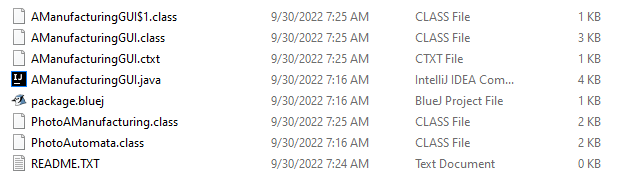 AManufacturingGUI$1.class 9/30/2022 7:25 AM CLASS File 1 KB
AManufacturingGUI.class 9/30/2022 7:25 AM CLASS File 3 KB
AManufacturingGUI.ctxt 9/30/2022 7:25 AM CTXT File 1 KB
AManufacturingGUI.java 9/30/2022 7:16 AM IntelliJ IDEA Com... 4 KB
package.bluej 9/30/2022 7:16 AM BlueJ Project File 1 KB
PhotoAManufacturing.class 9/30/2022 7:25 AM CLASS File 2 KB
PhotoAutomata.class 9/30/2022 7:16 AM CLASS File 2 KB
README.TXT 9/30/2022 7:24 AM Text Document 0 KB